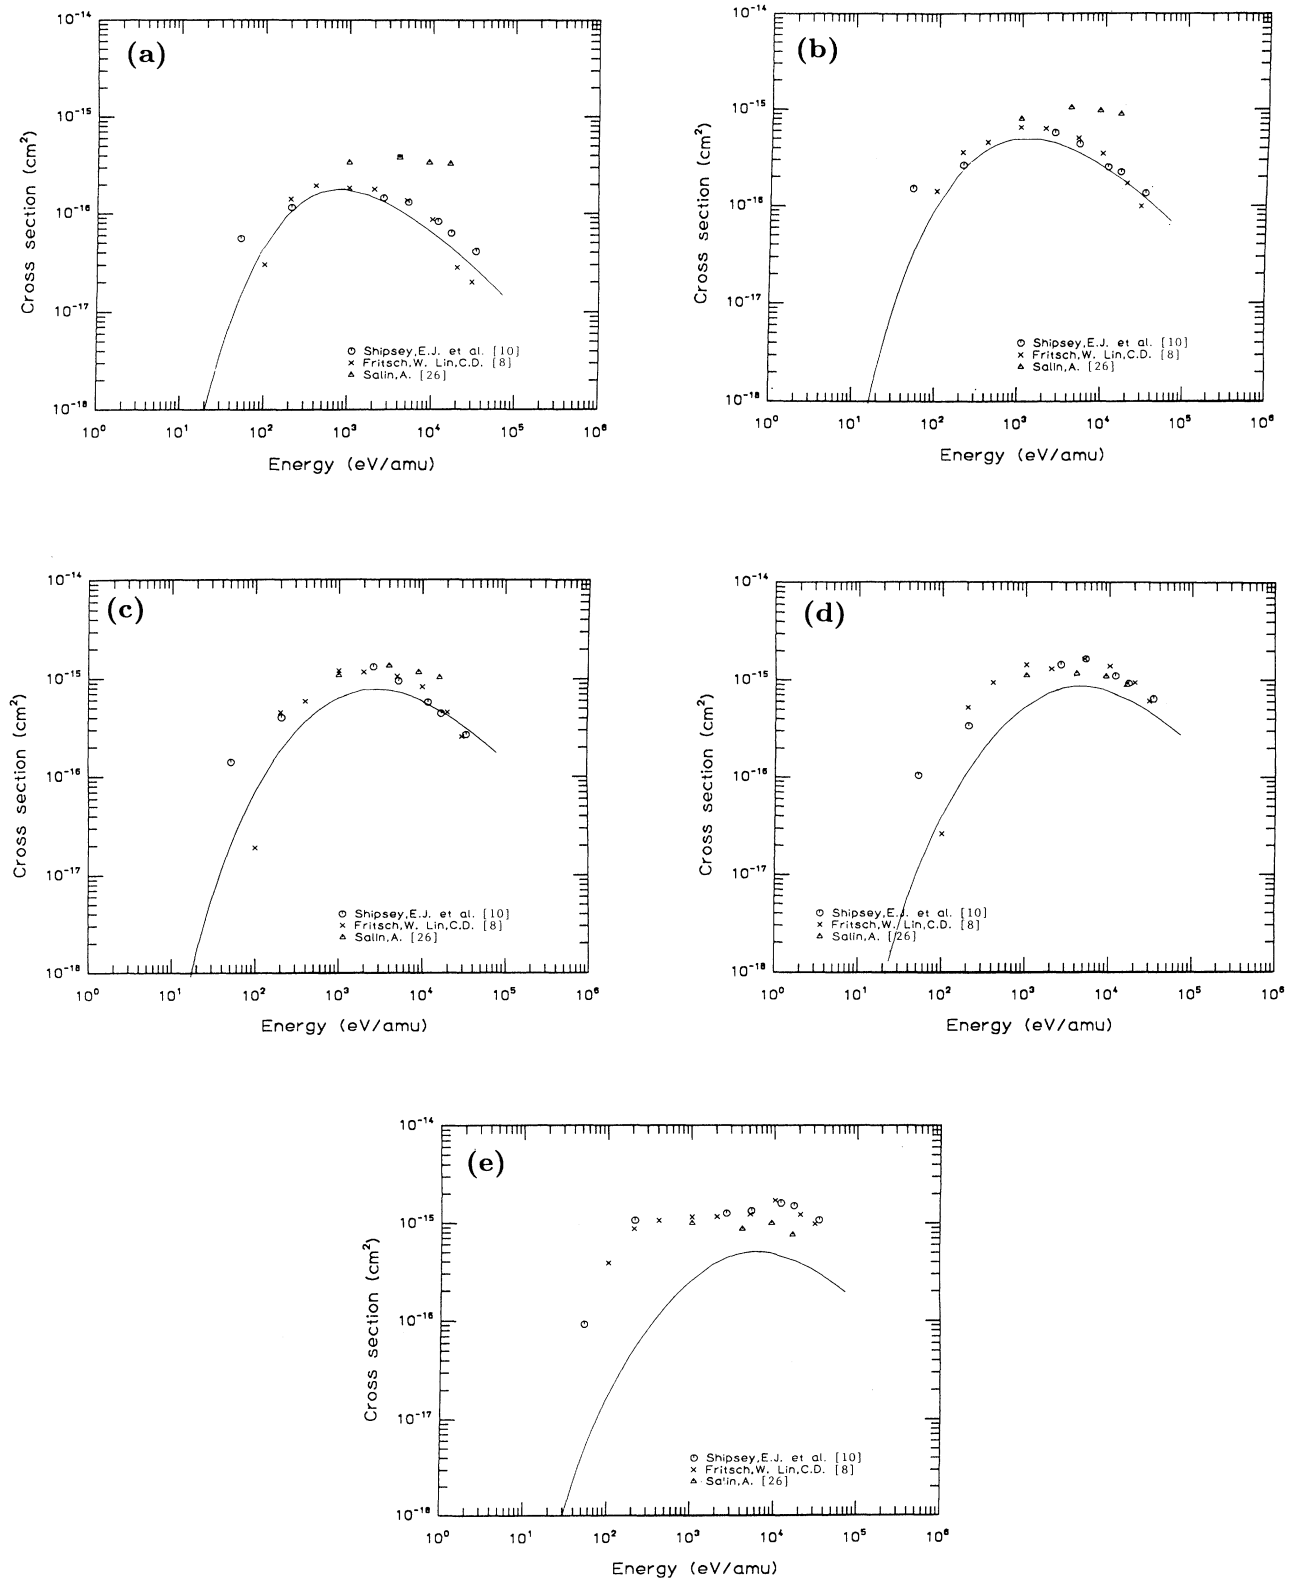 (a)
10⁻¹⁴
10⁻¹⁵
10⁻¹⁶
10⁻¹⁷
10⁻¹⁸
Cross section (cm²)
Shipsey,E.J. et al. [10]
Fritsch,W. Lin,C.D. [8]
Salin,A. [26]
10⁰ 10¹ 10² 10³ 10⁴ 10⁵ 10⁶
Energy (eV/amu)
(b)
10⁻¹⁴
10⁻¹⁵
10⁻¹⁶
10⁻¹⁷
10⁻¹⁸
Cross section (cm²)
Shipsey,E.J. et al. [10]
Fritsch,W. Lin,C.D. [8]
Salin,A. [26]
10⁰ 10¹ 10² 10³ 10⁴ 10⁵ 10⁶
Energy (eV/amu)
(c)
10⁻¹⁴
10⁻¹⁵
10⁻¹⁶
10⁻¹⁷
10⁻¹⁸
Cross section (cm²)
Shipsey,E.J. et al. [10]
Fritsch,W. Lin,C.D. [8]
Salin,A. [26]
10⁰ 10¹ 10² 10³ 10⁴ 10⁵ 10⁶
Energy (eV/amu)
(d)
10⁻¹⁴
10⁻¹⁵
10⁻¹⁶
10⁻¹⁷
10⁻¹⁸
Cross section (cm²)
Shipsey,E.J. et al. [10]
Fritsch,W. Lin,C.D. [8]
Salin,A. [26]
10⁰ 10¹ 10² 10³ 10⁴ 10⁵ 10⁶
Energy (eV/amu)
(e)
10⁻¹⁴
10⁻¹⁵
10⁻¹⁶
10⁻¹⁷
10⁻¹⁸
Cross section (cm²)
Shipsey,E.J. et al. [10]
Fritsch,W. Lin,C.D. [8]
Salin,A. [26]
10⁰ 10¹ 10² 10³ 10⁴ 10⁵ 10⁶
Energy (eV/amu)